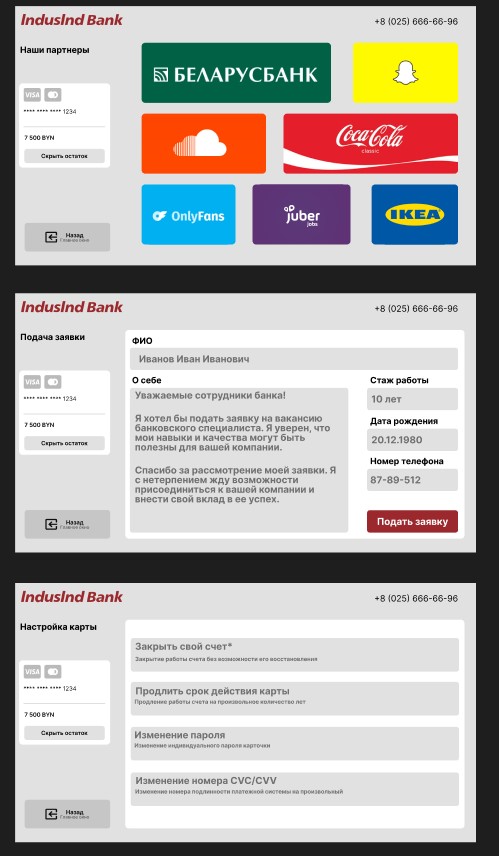 IndusInd Bank
+8 (025) 666-66-96
Наши партнеры
VISA
БЕЛАРУСБАНК
**** **** **** 1234
7 500 BYN
Скрыть остаток
Coca-Cola
classic
OnlyFans
juber
jobs
IKEA
Назад
Главное окно
IndusInd Bank
+8 (025) 666-66-96
Подача заявки
ФИО
Иванов Иван Иванович
VISA
**** **** **** 1234
7 500 BYN
Скрыть остаток
О себе
Уважаемые сотрудники банка!
Я хотел бы подать заявку на вакансию
банковского специалиста. Я уверен, что
мои навыки и качества могут быть
полезны для вашей компании.
Спасибо за рассмотрение моей заявки. Я
с нетерпением жду возможности
присоединиться к вашей компании и
внести свой вклад в ее успех.
Стаж работы
10 лет
Дата рождения
20.12.1980
Номер телефона
87-89-512
Подать заявку
Назад
Главное окно
IndusInd Bank
+8 (025) 666-66-96
Настройка карты
VISA
**** **** **** 1234
7 500 BYN
Скрыть остаток
Закрыть свой счет*
Закрытие работы счета без возможности его восстановления
Продлить срок действия карты
Продление работы счета на произвольное количество лет
Изменение пароля
Изменение индивидуального пароля карточки
Изменение номера CVC/CVV
Изменение номера подлинности платежной системы на произвольный
Назад
Главное окно